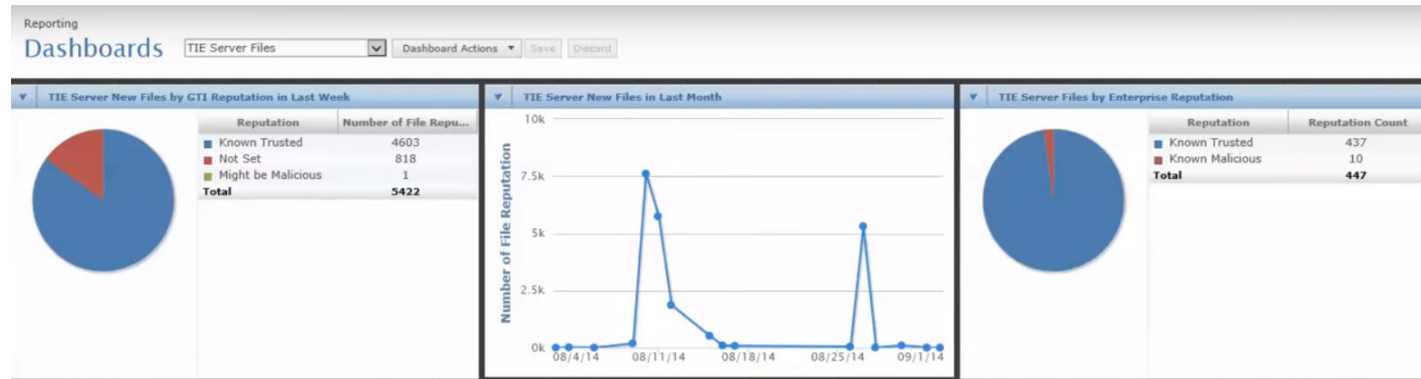 Reporting
Dashboards TIE Server Files Dashboard Actions Save Discard
TIE Server New Files by GTI Reputation in Last Week
Reputation Number of File Repu...
Known Trusted 4603
Not Set 818
Might be Malicious 1
Total 5422
TIE Server New Files in Last Month
Number of File Reputation
10k
7.5k
5k
2.5k
0k
08/4/14 08/11/14 08/18/14 08/25/14 09/1/14
TIE Server Files by Enterprise Reputation
Reputation Reputation Count
Known Trusted 437
Known Malicious 10
Total 447